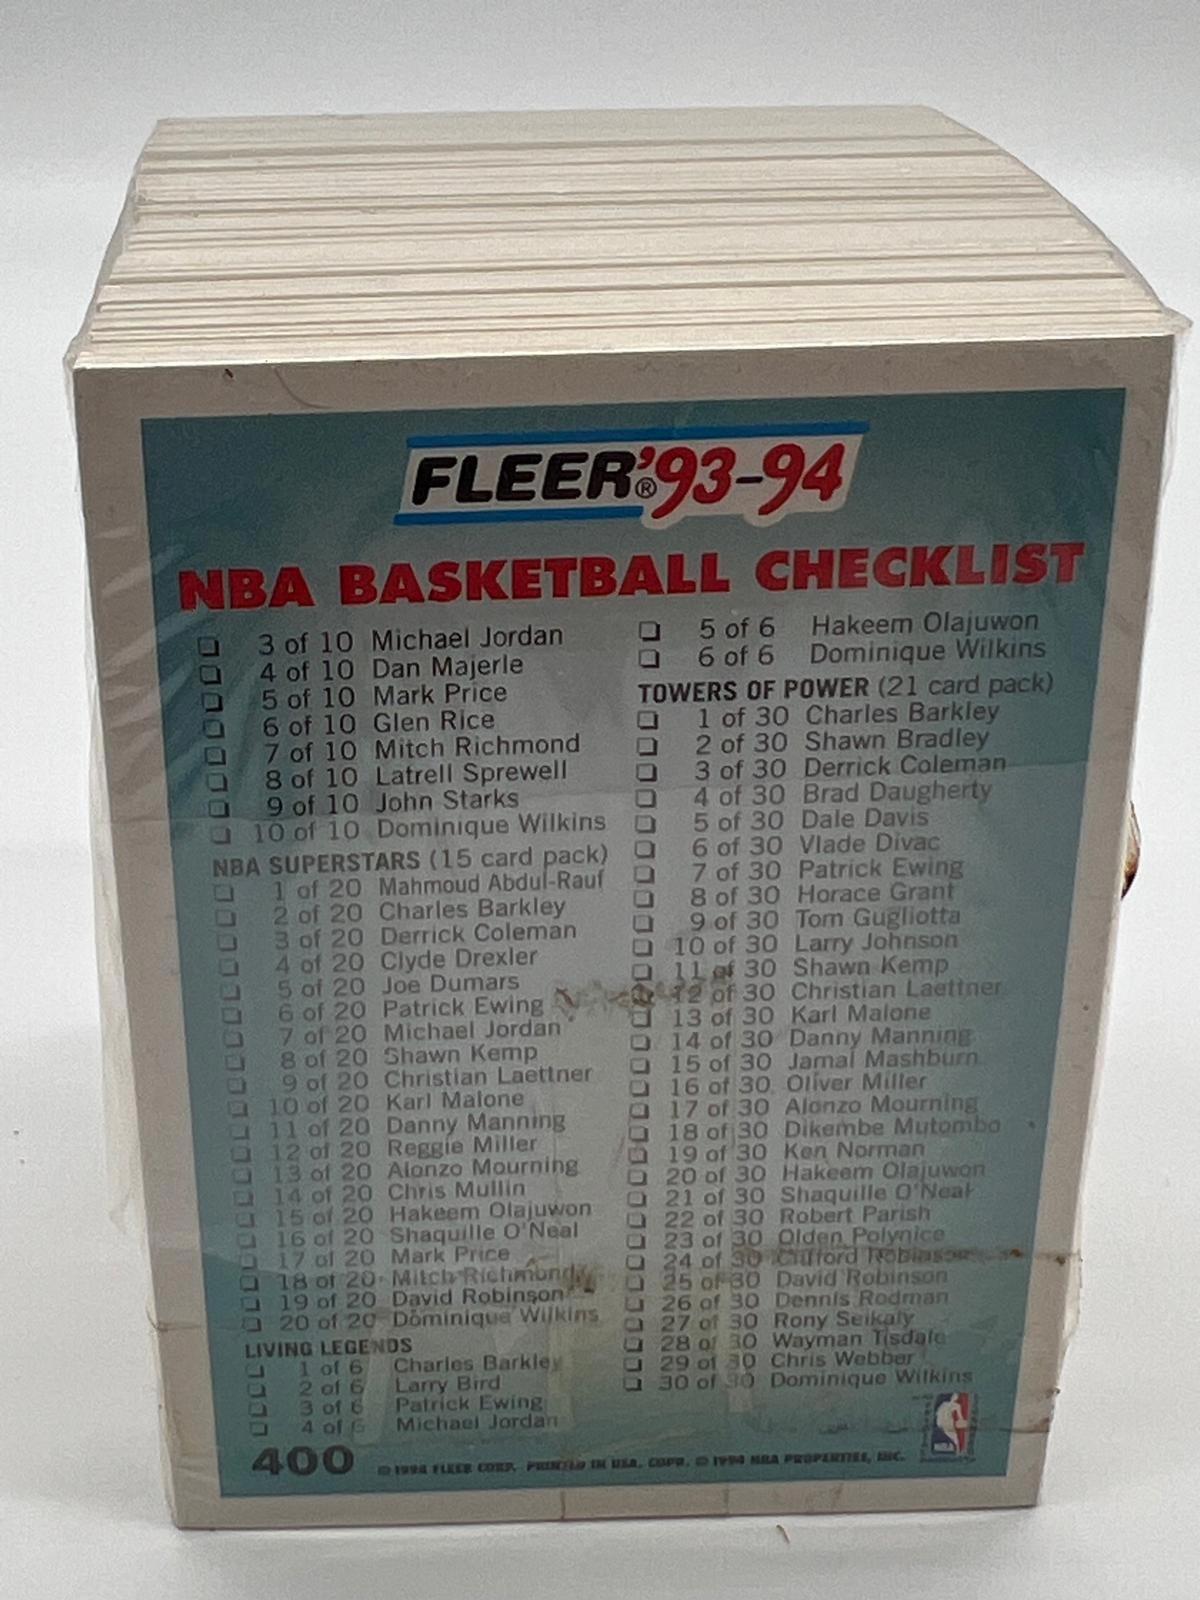 FLEER®'93-94
NBA BASKETBALL CHECKLIST
3 of 10 Michael Jordan
4 of 10 Dan Majerle
5 of 10 Mark Price
6 of 10 Glen Rice
7 of 10 Mitch Richmond
8 of 10 Latrell Sprewell
9 of 10 John Starks
10 of 10 Dominique Wilkins
NBA SUPERSTARS (15 card pack)
1 of 20 Mahmoud Abdul-Rauf
2 of 20 Charles Barkley
3 of 20 Derrick Coleman
4 of 20 Clyde Drexler
5 of 20 Joe Dumars
6 of 20 Patrick Ewing
7 of 20 Michael Jordan
8 of 20 Shawn Kemp
9 of 20 Christian Laettner
10 of 20 Karl Malone
11 of 20 Danny Manning
12 of 20 Reggie Miller
13 of 20 Alonzo Mourning
14 of 20 Chris Mullin
15 of 20 Hakeem Olajuwon
16 of 20 Shaquille O'Neal
17 of 20 Mark Price
18 of 20 Mitch Richmond
19 of 20 David Robinson
20 of 20 Dominique Wilkins
LIVING LEGENDS
1 of 6 Charles Barkley
2 of 6 Larry Bird
3 of 6 Patrick Ewing
4 of 6 Michael Jordan
5 of 6 Hakeem Olajuwon
6 of 6 Dominique Wilkins
TOWERS OF POWER (21 card pack)
1 of 30 Charles Barkley
2 of 30 Shawn Bradley
3 of 30 Derrick Coleman
4 of 30 Brad Daugherty
5 of 30 Dale Davis
6 of 30 Vlade Divac
7 of 30 Patrick Ewing
8 of 30 Horace Grant
9 of 30 Tom Gugliotta
10 of 30 Larry Johnson
11 of 30 Shawn Kemp
12 of 30 Christian Laettner
13 of 30 Karl Malone
14 of 30 Danny Manning
15 of 30 Jamal Mashburn
16 of 30 Oliver Miller
17 of 30 Alonzo Mourning
18 of 30 Dikembe Mutombo
19 of 30 Ken Norman
20 of 30 Hakeem Olajuwon
21 of 30 Shaquille O'Neal
22 of 30 Robert Parish
23 of 30 Olden Polynice
24 of 30 Clifford Robinson
25 of 30 David Robinson
26 of 30 Dennis Rodman
27 of 30 Rony Seikaly
28 of 30 Wayman Tisdale
29 of 30 Chris Webber
30 of 30 Dominique Wilkins
400 © 1994 FLEER CORP. PRINTED IN USA. COPR. © 1994 NBA PROPERTIES, INC.
NBA